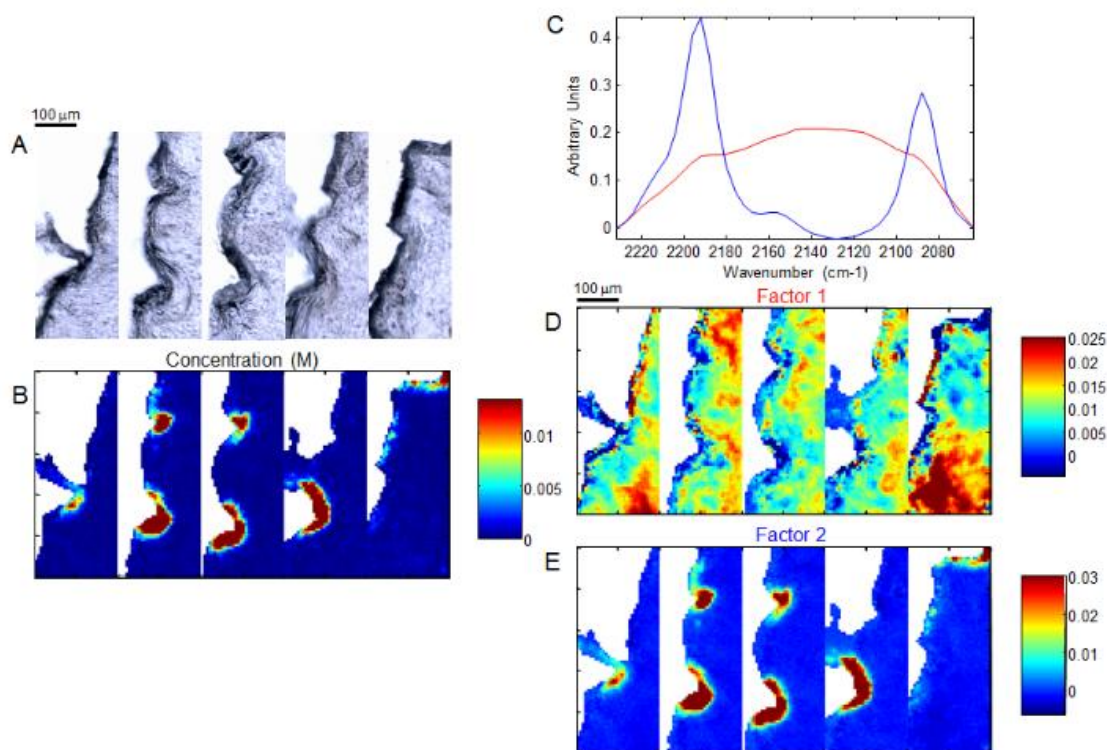 100 µm
A
Concentration (M)
B
0.01
0.005
0
C
Arbitrary Units
0.4
0.3
0.2
0.1
0
2220 2200 2180 2160 2140 2120 2100 2080
Wavenumber (cm-1)
100 µm
Factor 1
D
0.025
0.02
0.015
0.01
0.005
0
Factor 2
E
0.03
0.02
0.01
0